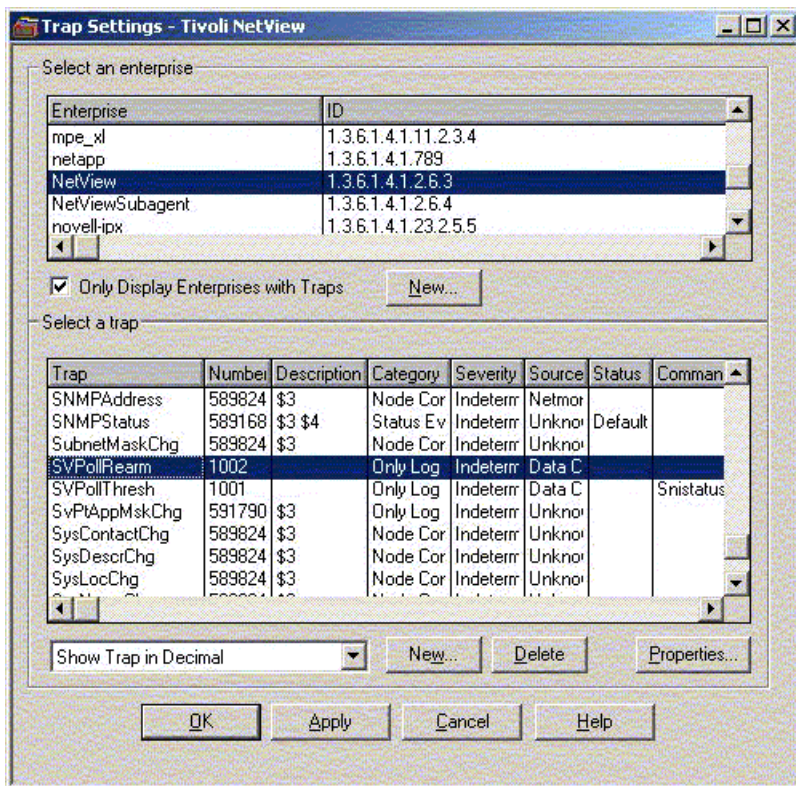 Trap Settings - Tivoli NetView
Select an enterprise
Enterprise ID
mpe_xl 1.3.6.1.4.1.11.2.3.4
netapp 1.3.6.1.4.1.789
NetView 1.3.6.1.4.1.2.6.3
NetViewSubagent 1.3.6.1.4.1.2.6.4
novell-ipx 1.3.6.1.4.1.23.2.5.5
Only Display Enterprises with Traps New...
Select a trap
Trap Number Description Category Severity Source Status Comman
SNMPAddress 589824 $3 Node Cor Indeterm Netmor
SNMPStatus 589168 $3 $4 Status Ev Indeterm Unkno Default
SubnetMaskChg 589824 $3 Node Cor Indeterm Unkno
SVPollRearm 1002 Only Log Indeterm Data C
SVPollThresh 1001 Only Log Indeterm Data C Snistatus
SvPtAppMskChg 591790 $3 Only Log Indeterm Unkno
SysContactChg 589824 $3 Node Cor Indeterm Unkno
SysDescrChg 589824 $3 Node Cor Indeterm Unkno
SysLocChg 589824 $3 Node Cor Indeterm Unkno
Show Trap in Decimal New... Delete Properties...
OK Apply Cancel Help